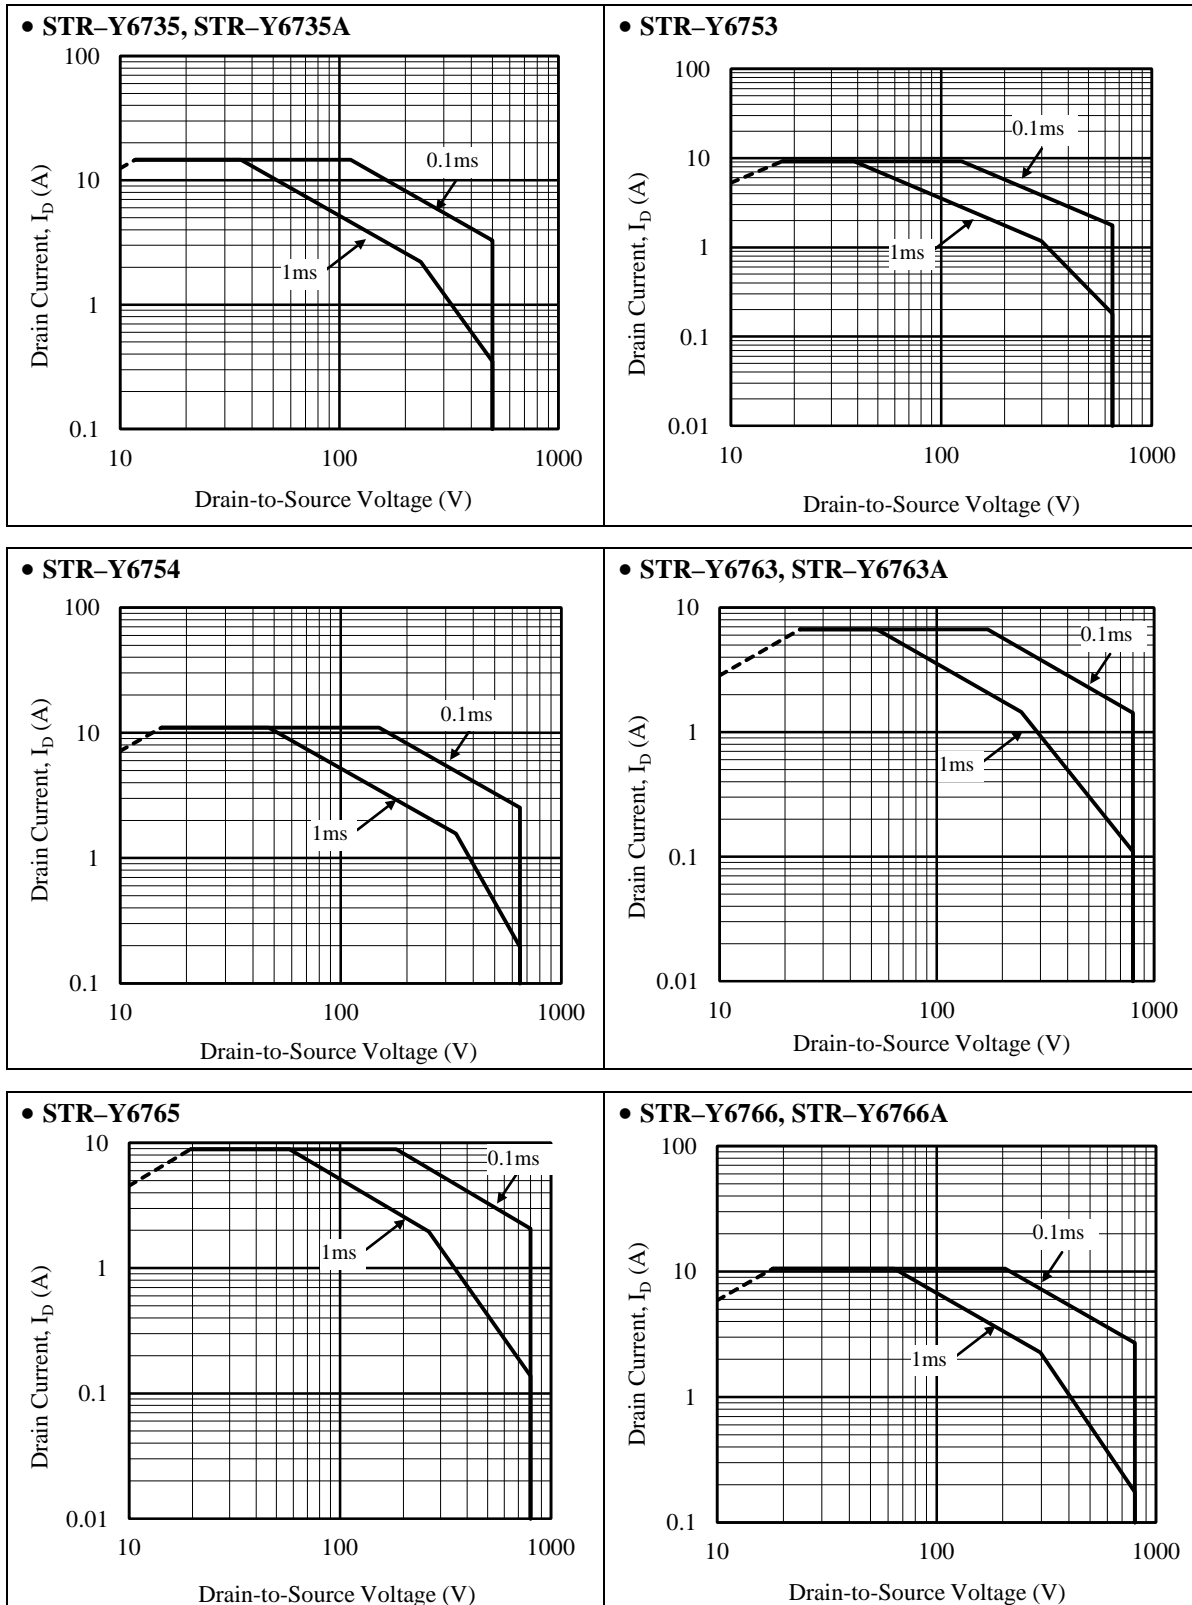 • STR–Y6735, STR–Y6735A
100
10
1
0.1
10
100
1000
0.1ms
1ms
Drain Current, I_D (A)
Drain-to-Source Voltage (V)
• STR–Y6753
100
10
1
0.1
0.01
10
100
1000
0.1ms
1ms
Drain Current, I_D (A)
Drain-to-Source Voltage (V)
• STR–Y6754
100
10
1
0.1
10
100
1000
0.1ms
1ms
Drain Current, I_D (A)
Drain-to-Source Voltage (V)
• STR–Y6763, STR–Y6763A
10
1
0.1
0.01
10
100
1000
0.1ms
1ms
Drain Current, I_D (A)
Drain-to-Source Voltage (V)
• STR–Y6765
10
1
0.1
0.01
10
100
1000
0.1ms
1ms
Drain Current, I_D (A)
Drain-to-Source Voltage (V)
• STR–Y6766, STR–Y6766A
100
10
1
0.1
10
100
1000
0.1ms
1ms
Drain Current, I_D (A)
Drain-to-Source Voltage (V)